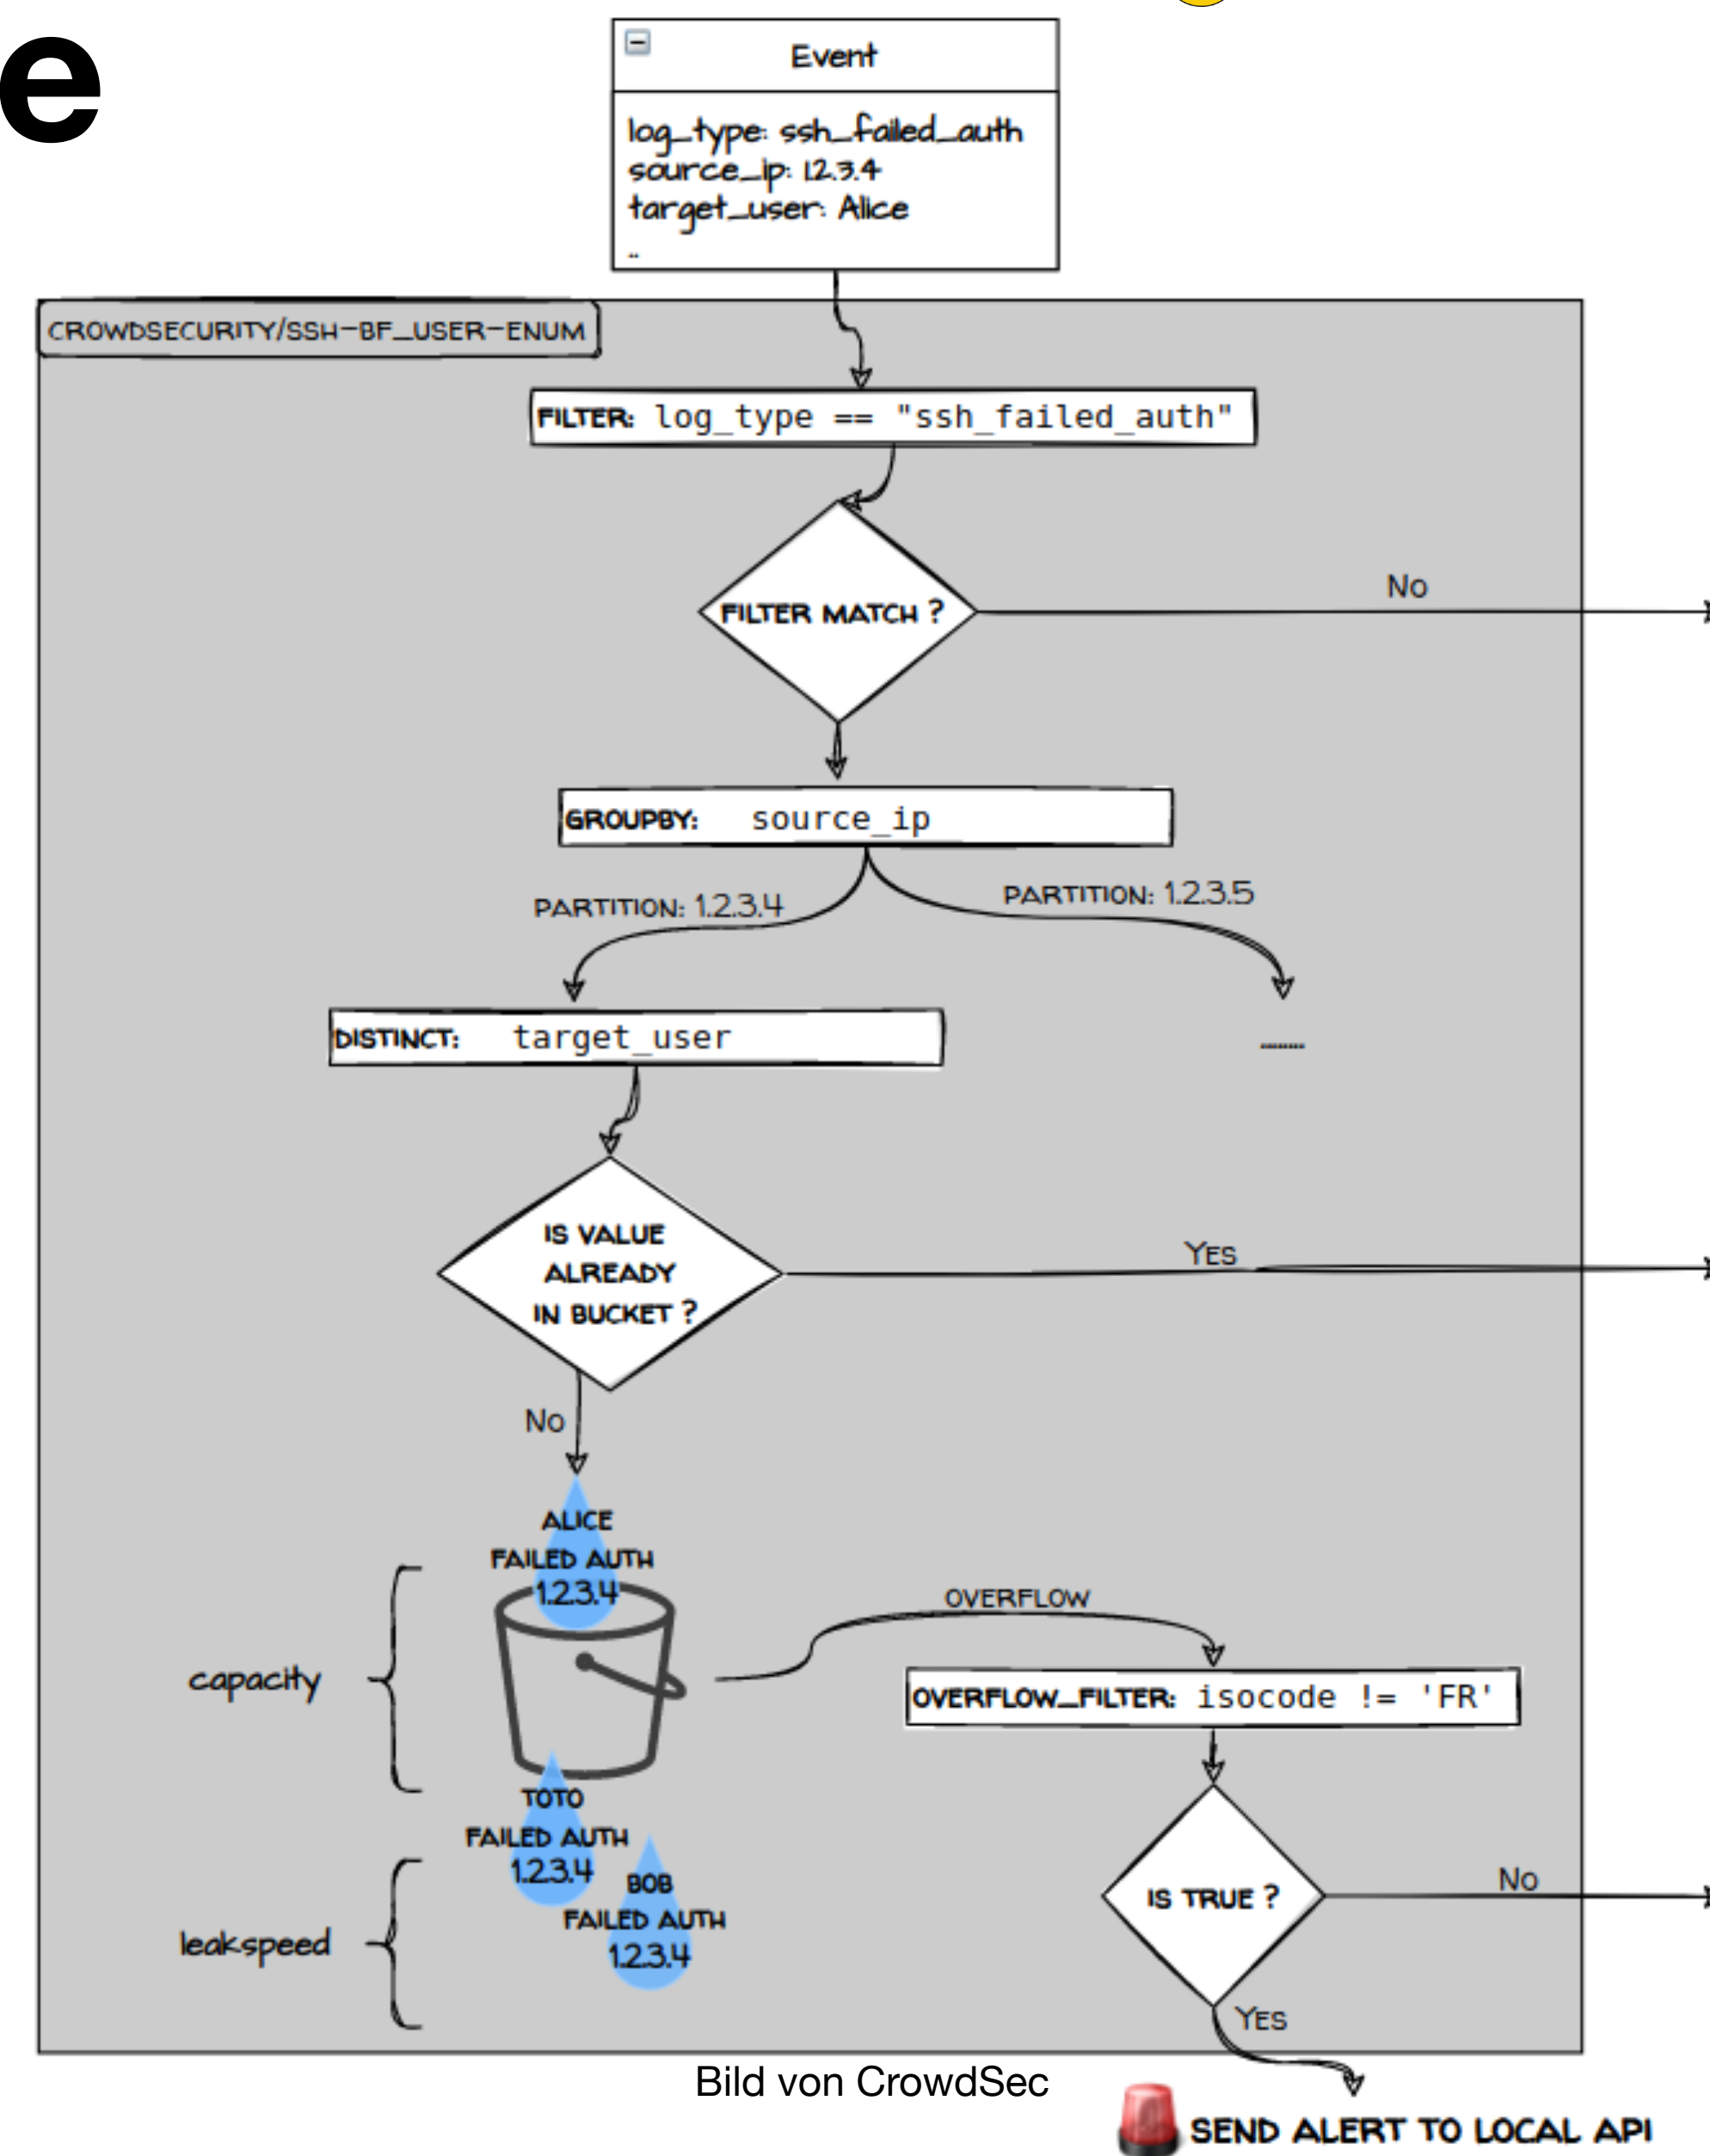 e
Event
log_type: ssh_failed_auth
source_ip: 1.2.3.4
target_user: Alice
..
CROWDSECURITY/SSH-BF_USER-ENUM
FILTER: log_type == "ssh_failed_auth"
FILTER MATCH ?
No
GROUPBY: source_ip
PARTITION: 1.2.3.4
PARTITION: 1.2.3.5
DISTINCT: target_user
........
IS VALUE
ALREADY
IN BUCKET ?
YES
No
ALICE
FAILED AUTH
1.2.3.4
OVERFLOW
capacity
OVERFLOW_FILTER: isocode != 'FR'
TOTO
FAILED AUTH
1.2.3.4
BOB
FAILED AUTH
1.2.3.4
leakspeed
IS TRUE ?
No
YES
Bild von CrowdSec
SEND ALERT TO LOCAL API